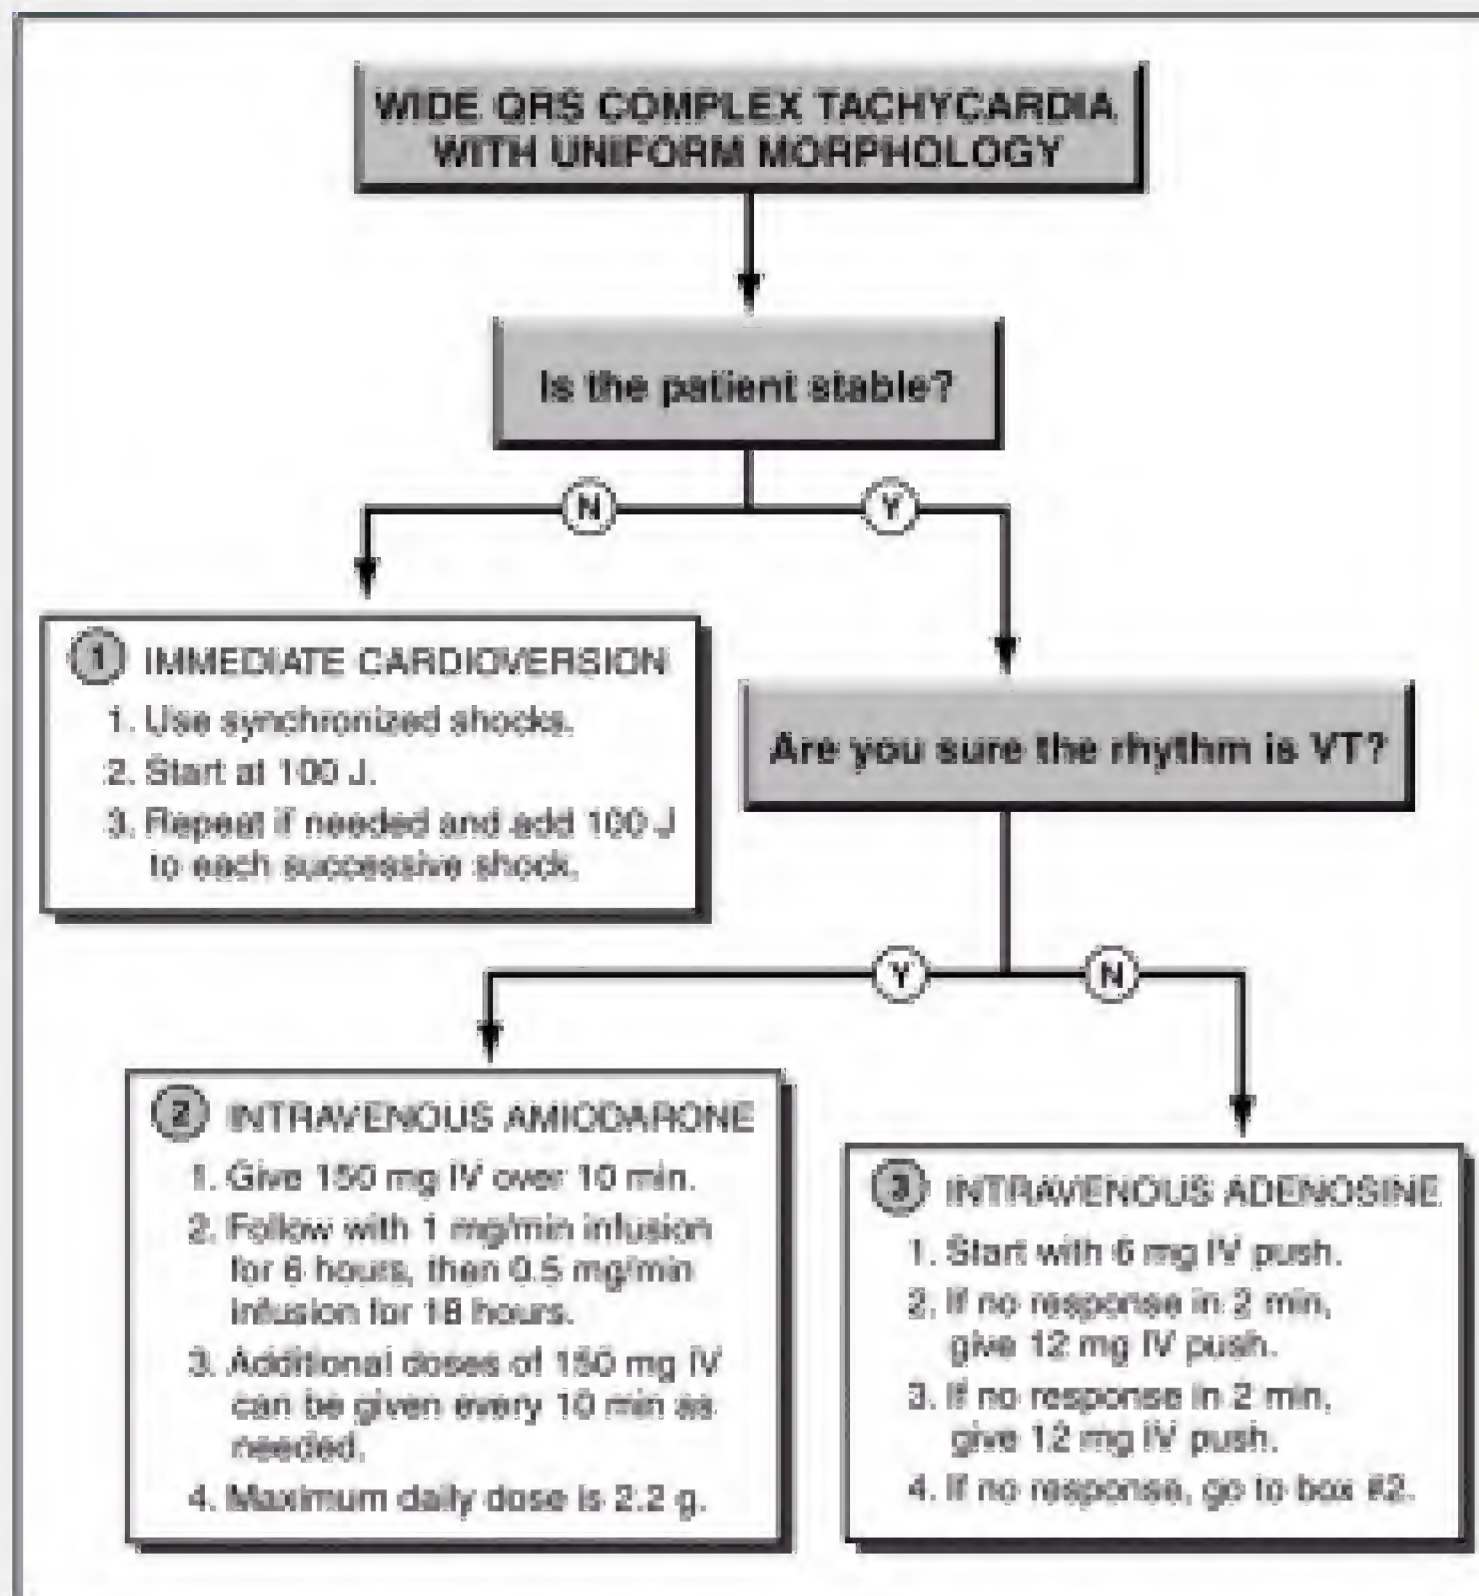 WIDE QRS COMPLEX TACHYCARDIA
WITH UNIFORM MORPHOLOGY
Is the patient stable?
N
Y
1 IMMEDIATE CARDIOVERSION
1. Use synchronized shocks.
2. Start at 100 J.
3. Repeat if needed and add 100 J
to each successive shock.
Are you sure the rhythm is VT?
Y
N
2 INTRAVENOUS AMIODARONE
1. Give 150 mg IV over 10 min.
2. Follow with 1 mg/min infusion
for 6 hours, then 0.5 mg/min
infusion for 18 hours.
3. Additional doses of 150 mg IV
can be given every 10 min as
needed.
4. Maximum daily dose is 2.2 g.
3 INTRAVENOUS ADENOSINE
1. Start with 6 mg IV push.
2. If no response in 2 min,
give 12 mg IV push.
3. If no response in 2 min,
give 12 mg IV push.
4. If no response, go to box #2.